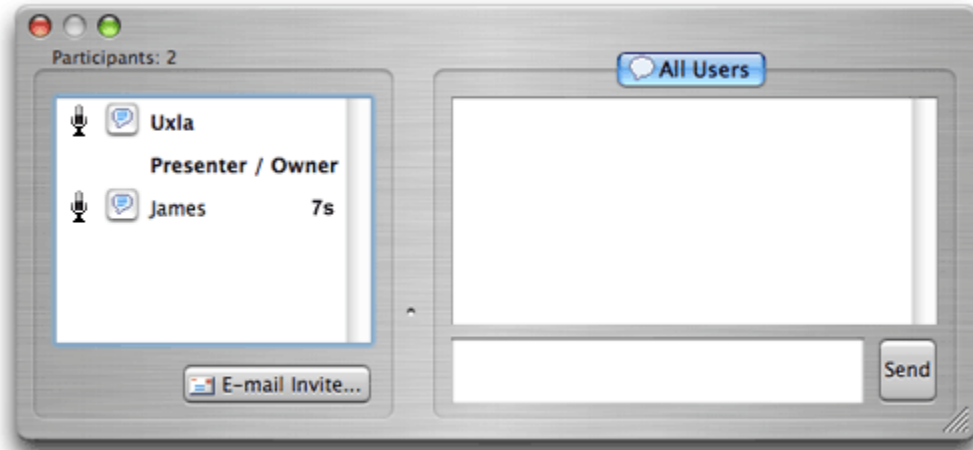 Participants: 2
All Users
Uxla
Presenter / Owner
James 7s
E-mail Invite...
Send